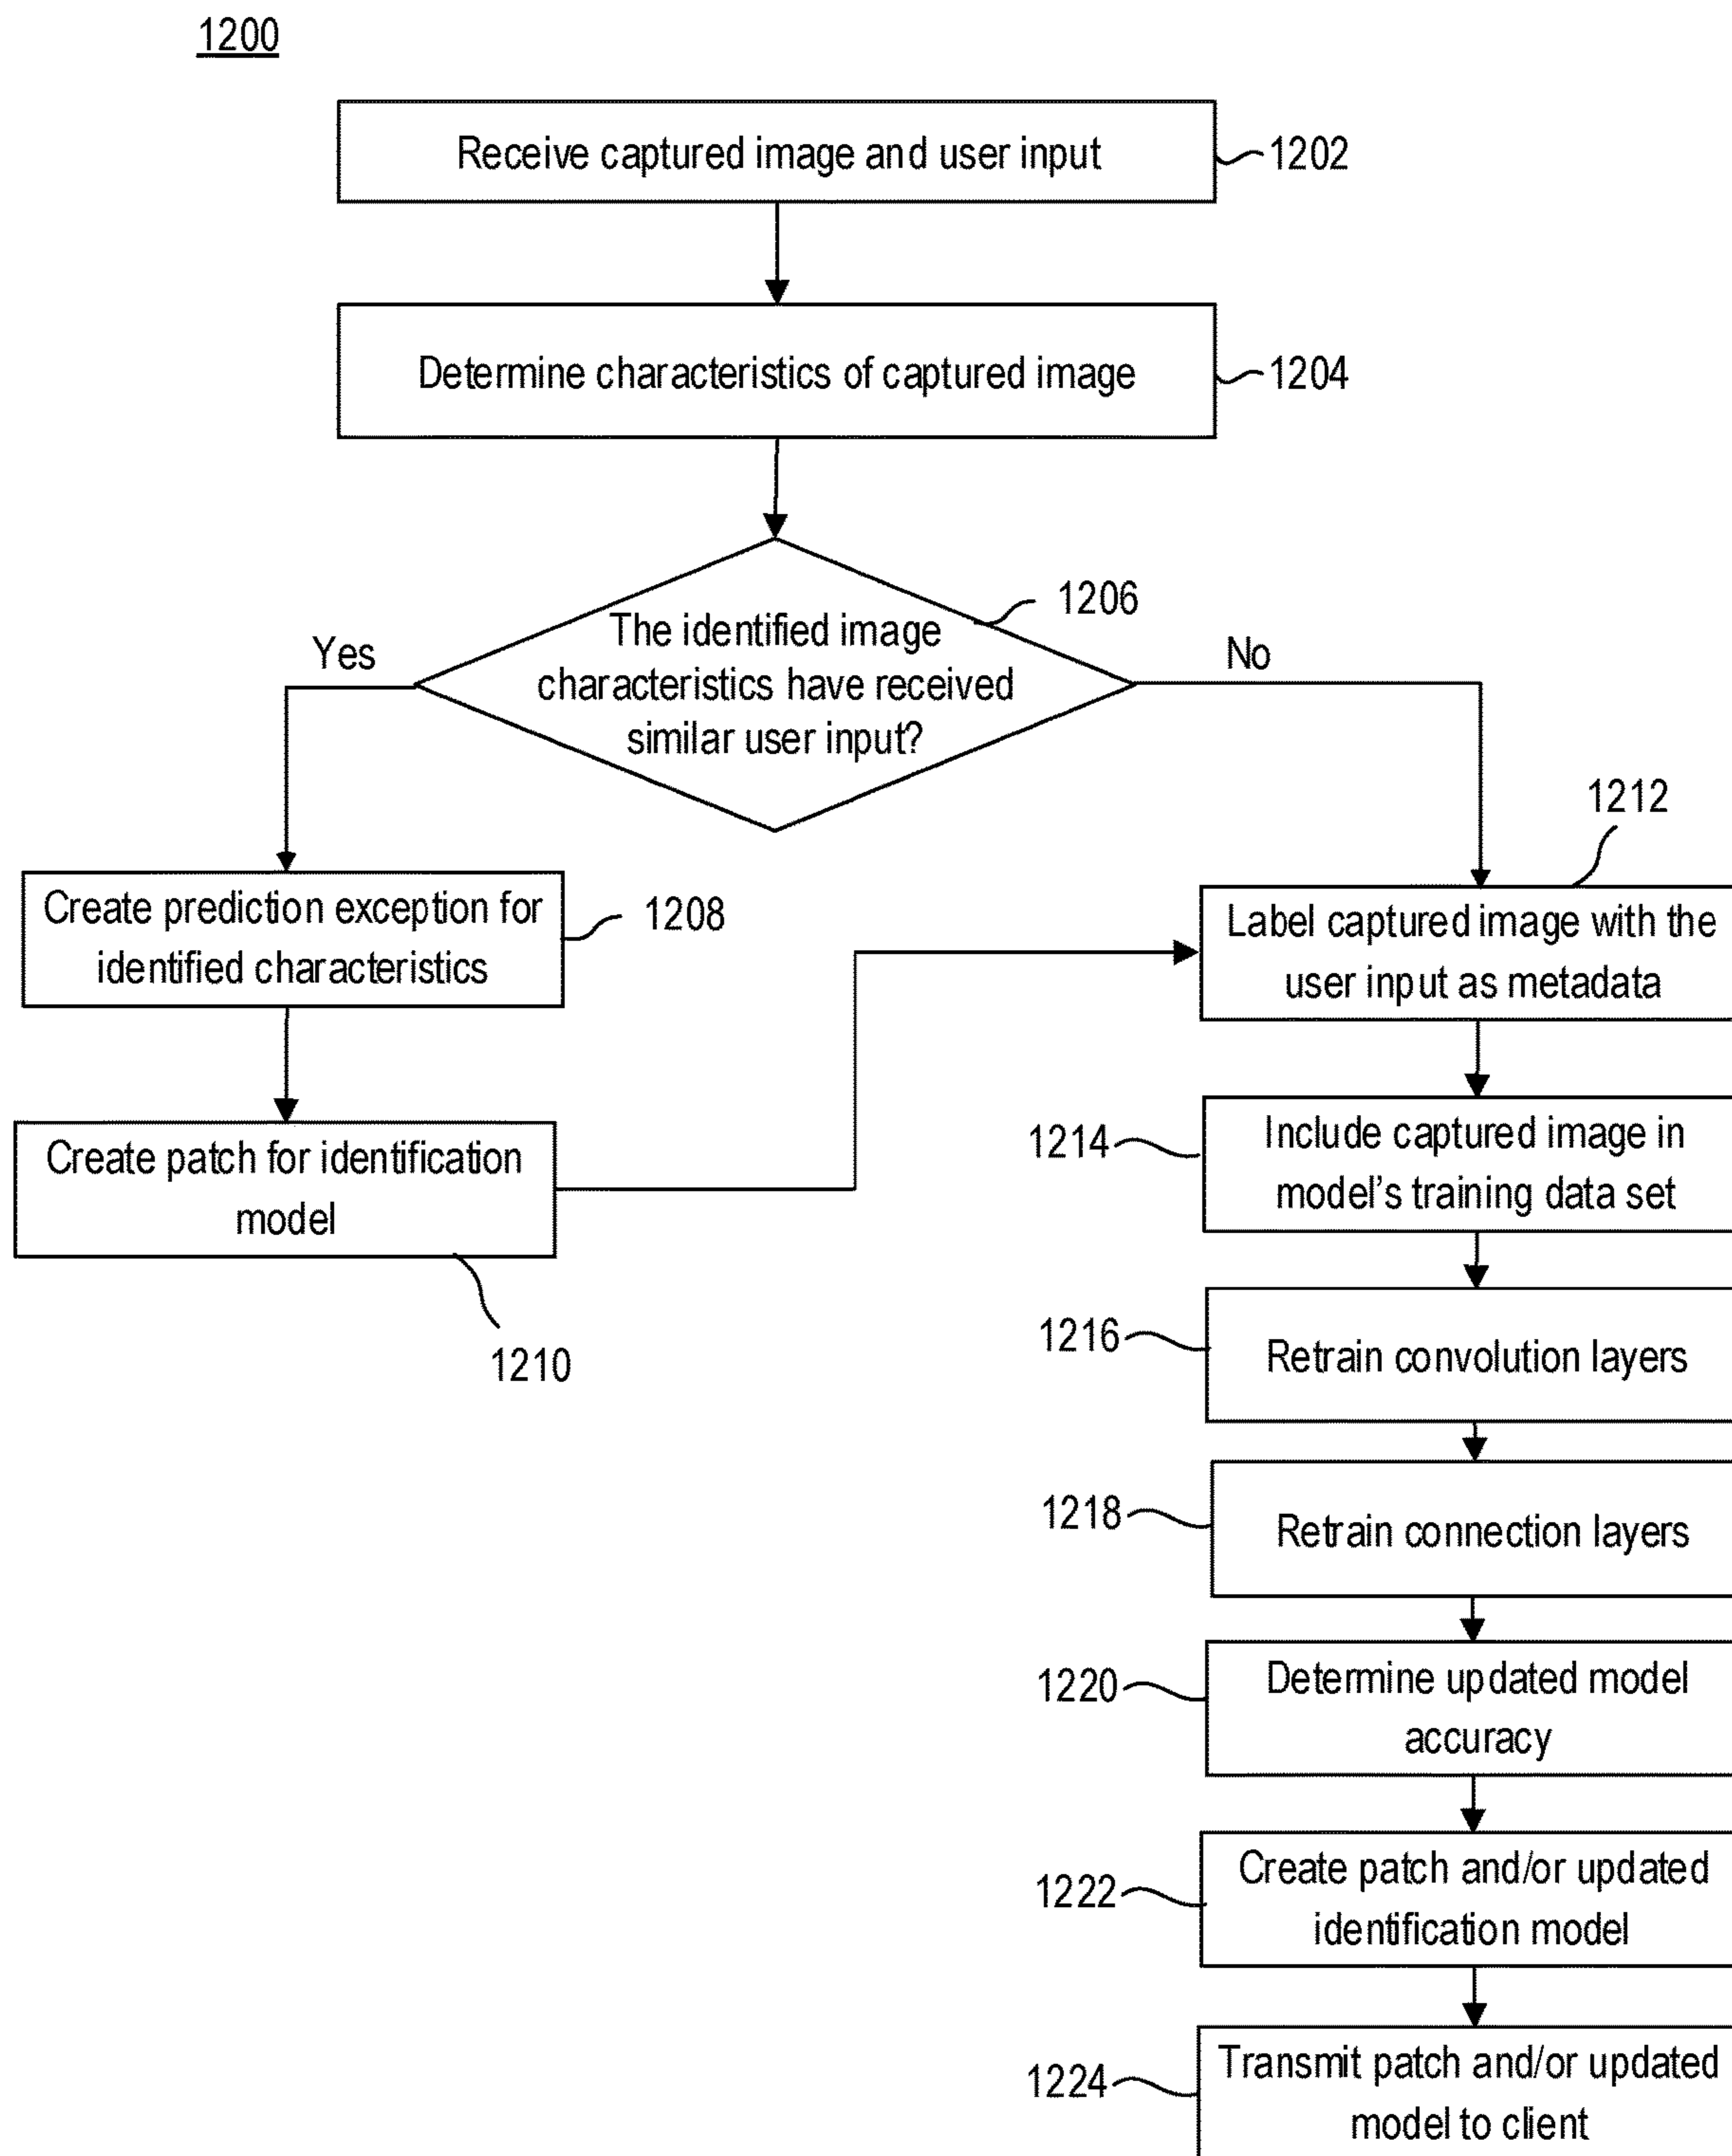 1200
Receive captured image and user input
1202
Determine characteristics of captured image
1204
1206
The identified image
characteristics have received
similar user input?
Yes
No
Create prediction exception for
identified characteristics
1208
Create patch for identification
model
1210
1212
Label captured image with the
user input as metadata
1214
Include captured image in
model's training data set
1216
Retrain convolution layers
1218
Retrain connection layers
1220
Determine updated model
accuracy
1222
Create patch and/or updated
identification model
1224
Transmit patch and/or updated
model to client